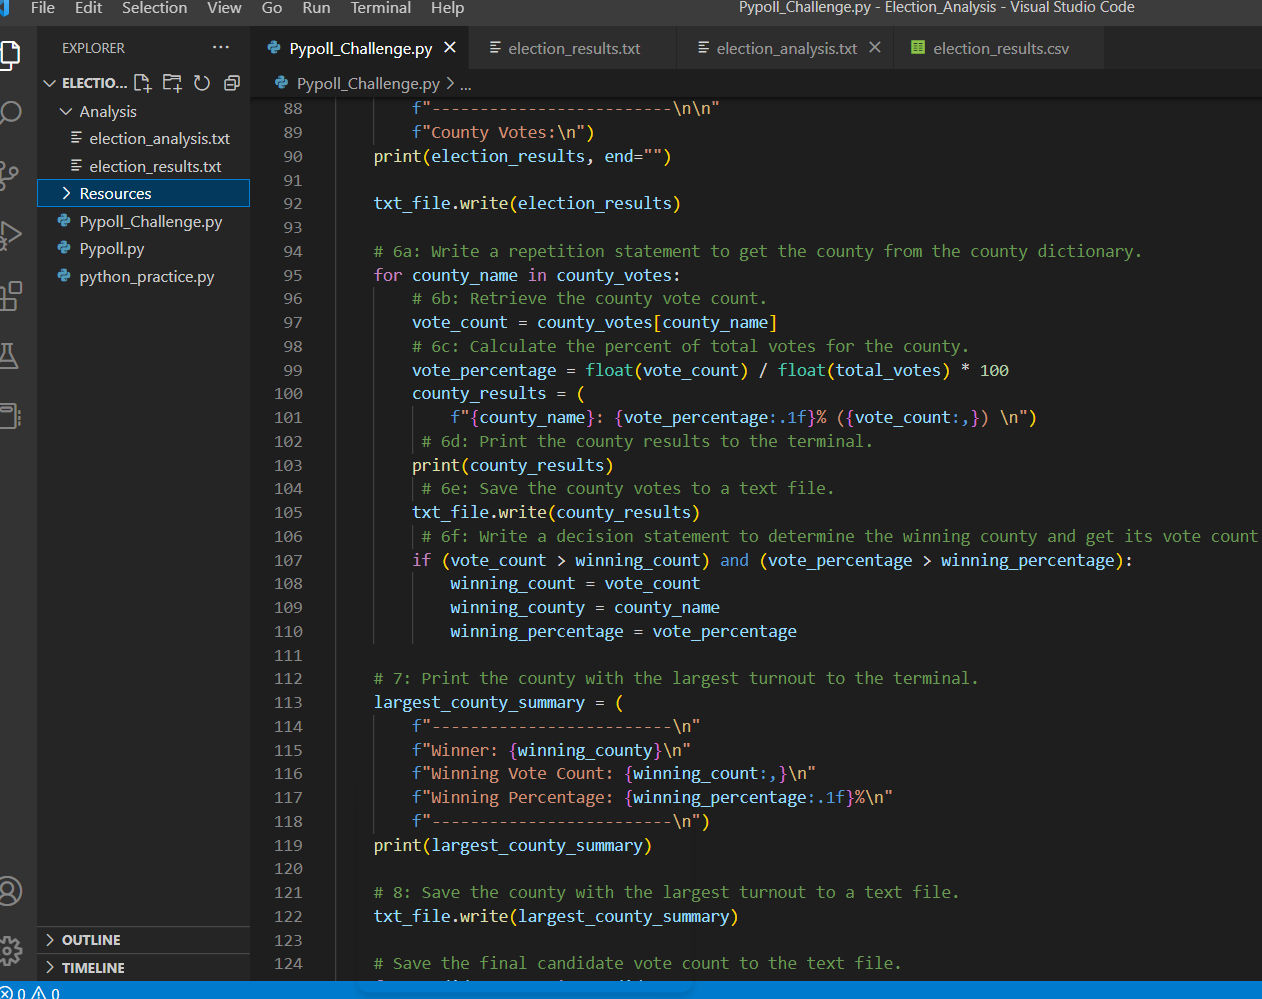 File Edit Selection View Go Run Terminal Help Pypoll_Challenge.py - Election_Analysis - Visual Studio Code
EXPLORER ...
Pypoll_Challenge.py election_results.txt election_analysis.txt election_results.csv
ELECTIO...
Pypoll_Challenge.py > ...
Analysis
election_analysis.txt
election_results.txt
Resources
Pypoll_Challenge.py
Pypoll.py
python_practice.py
OUTLINE
TIMELINE
88 f"-------------------------\n\n"
89 f"County Votes:\n")
90 print(election_results, end="")
91
92 txt_file.write(election_results)
93
94 # 6a: Write a repetition statement to get the county from the county dictionary.
95 for county_name in county_votes:
96 # 6b: Retrieve the county vote count.
97 vote_count = county_votes[county_name]
98 # 6c: Calculate the percent of total votes for the county.
99 vote_percentage = float(vote_count) / float(total_votes) * 100
100 county_results = (
101 f"{county_name}: {vote_percentage:.1f}% ({vote_count:,}) \n")
102 # 6d: Print the county results to the terminal.
103 print(county_results)
104 # 6e: Save the county votes to a text file.
105 txt_file.write(county_results)
106 # 6f: Write a decision statement to determine the winning county and get its vote count
107 if (vote_count > winning_count) and (vote_percentage > winning_percentage):
108 winning_count = vote_count
109 winning_county = county_name
110 winning_percentage = vote_percentage
111
112 # 7: Print the county with the largest turnout to the terminal.
113 largest_county_summary = (
114 f"-------------------------\n"
115 f"Winner: {winning_county}\n"
116 f"Winning Vote Count: {winning_count:,}\n"
117 f"Winning Percentage: {winning_percentage:.1f}%\n"
118 f"-------------------------\n")
119 print(largest_county_summary)
120
121 # 8: Save the county with the largest turnout to a text file.
122 txt_file.write(largest_county_summary)
123
124 # Save the final candidate vote count to the text file.
0 0